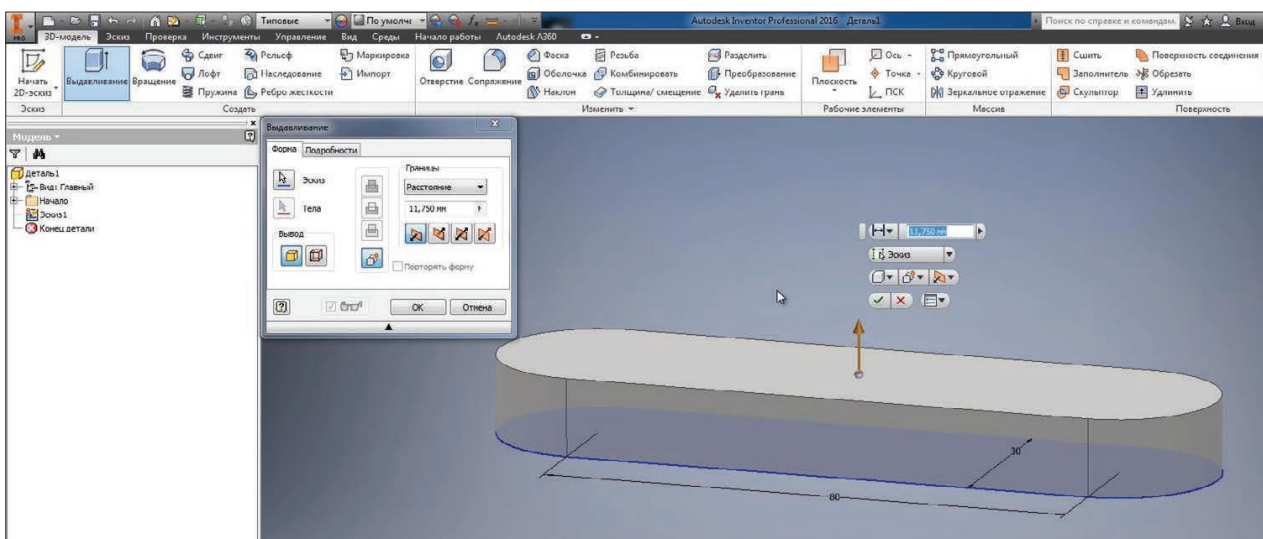 PRO
Типовые По умолч
Autodesk Inventor Professional 2016 Деталь1
Поиск по справке и командам. Вход
3D-модель Эскиз Проверка Инструменты Управление Вид Среды Начало работы Autodesk A360
Начать 2D-эскиз
Выдавливание Вращение
Сдвиг Рельеф Маркировка
Лофт Наследование Импорт
Пружина Ребро жесткости
Отверстие Сопряжение
Фаска Резьба Разделить
Оболочка Комбинировать Преобразование
Наклон Толщина/ смещение Удалить грань
Плоскость
Ось
Точка
ПСК
Прямоугольный
Круговой
Зеркальное отражение
Сшить Поверхность соединения
Заполнитель Обрезать
Скульптор Удлинить
Эскиз Создать Изменить Рабочие элементы Массив Поверхность
Модель
Деталь1
Вид: Главный
Начало
Эскиз1
Конец детали
Выдавливание
Форма Подробности
Эскиз
Тела
Вывод
Границы
Расстояние
11,750 мм
Повторять форму
OK Отмена
11,750 мм
Эскиз
30
80